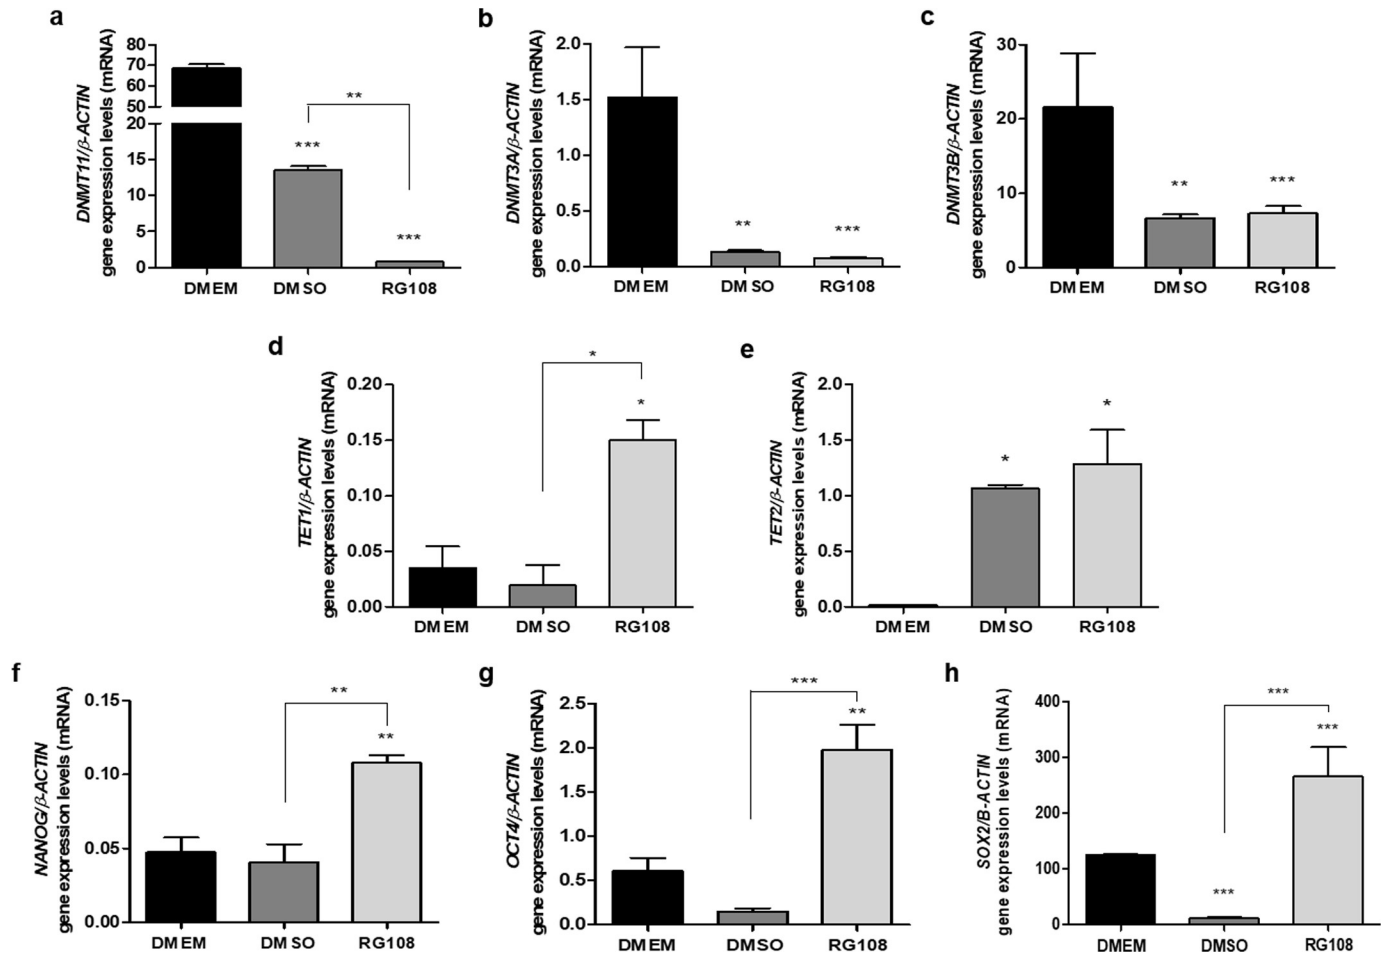 a
DNMT11/β-ACTIN
gene expression levels (mRNA)
80
70
60
50
20
15
10
5
0
**
***
***
DMEM DMSO RG108
b
DNMT3A/β-ACTIN
gene expression levels (mRNA)
2.0
1.5
1.0
0.5
0.0
**
***
DMEM DMSO RG108
c
DNMT3B/β-ACTIN
gene expression levels (mRNA)
30
20
10
0
**
***
DMEM DMSO RG108
d
TET1/β-ACTIN
gene expression levels (mRNA)
0.20
0.15
0.10
0.05
0.00
*
*
DMEM DMSO RG108
e
TET2/β-ACTIN
gene expression levels (mRNA)
2.0
1.5
1.0
0.5
0.0
*
*
DMEM DMSO RG108
f
NANOG/β-ACTIN
gene expression levels (mRNA)
0.15
0.10
0.05
0.00
**
**
DMEM DMSO RG108
g
OCT4/β-ACTIN
gene expression levels (mRNA)
2.5
2.0
1.5
1.0
0.5
0.0
***
**
DMEM DMSO RG108
h
SOX2/B-ACTIN
gene expression levels (mRNA)
400
300
200
100
0
***
***
***
DMEM DMSO RG108